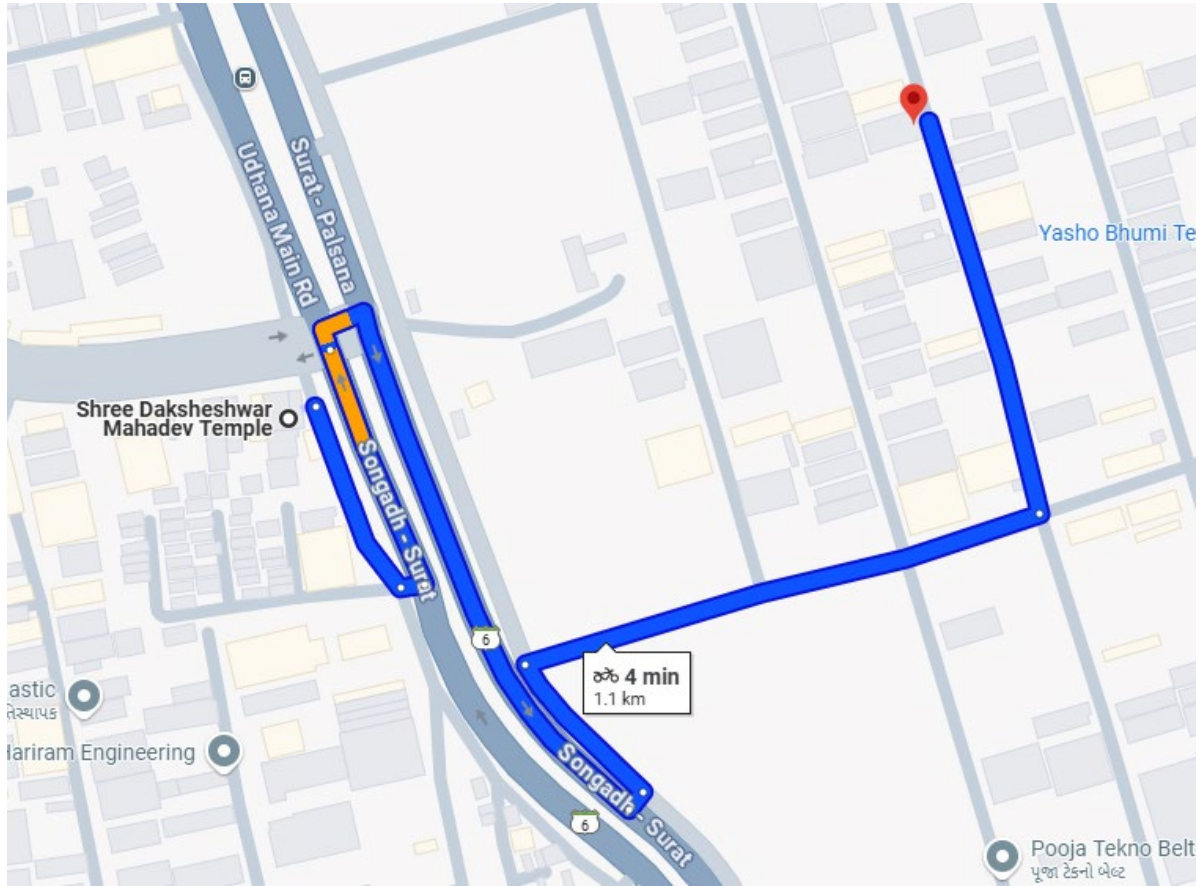 Udhana Main Rd
Surat - Palsana
Yasho Bhumi Te
Shree Daksheshwar
Mahadev Temple
Songadh - Surat
6
4 min
1.1 km
astic
તિસ્થાપક
Hariram Engineering
Songadh - Surat
6
Pooja Tekno Belt
પૂજા ટેકનો બેલ્ટ